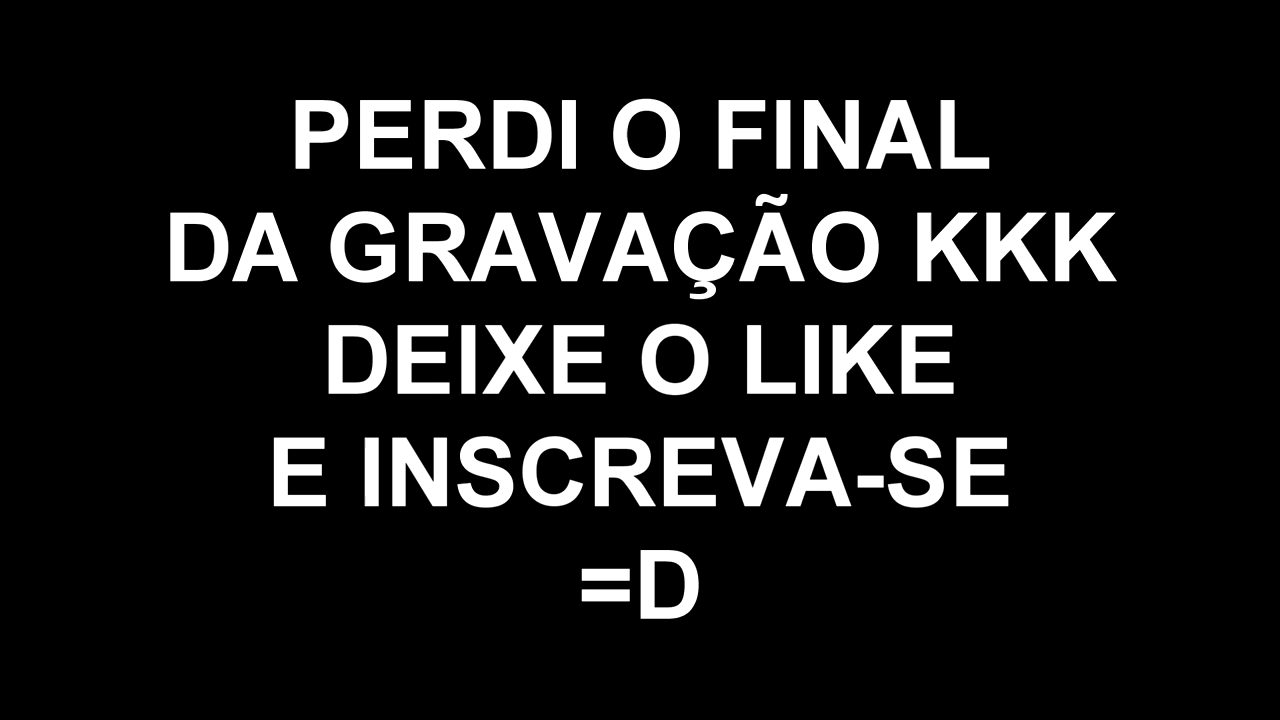 PERDI O FINAL
DA GRAVAÇÃO KKK
DEIXE O LIKE
E INSCREVA-SE
=D